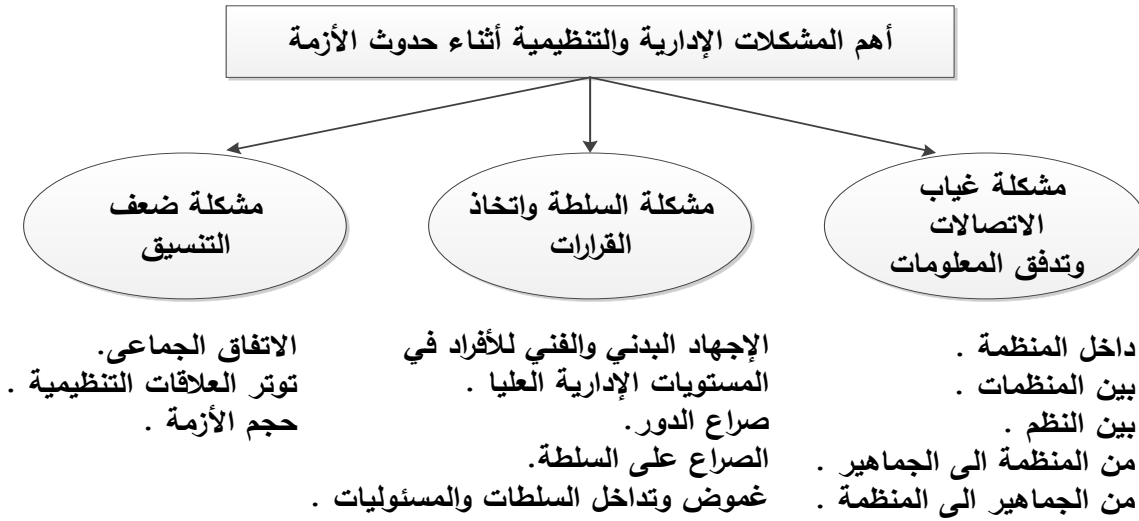 أهم المشكلات الإدارية والتنظيمية أثناء حدوث الأزمة
مشكلة غياب
الاتصالات
وتدفق المعلومات
مشكلة السلطة واتخاذ
القرارات
مشكلة ضعف
التنسيق
داخل المنظمة .
بين المنظمات .
بين النظم .
من المنظمة الى الجماهير .
من الجماهير الى المنظمة .
الإجهاد البدني والفني للأفراد في
المستويات الإدارية العليا .
صراع الدور.
الصراع على السلطة.
غموض وتداخل السلطات والمسئوليات .
الاتفاق الجماعى.
توتر العلاقات التنظيمية .
حجم الأزمة .